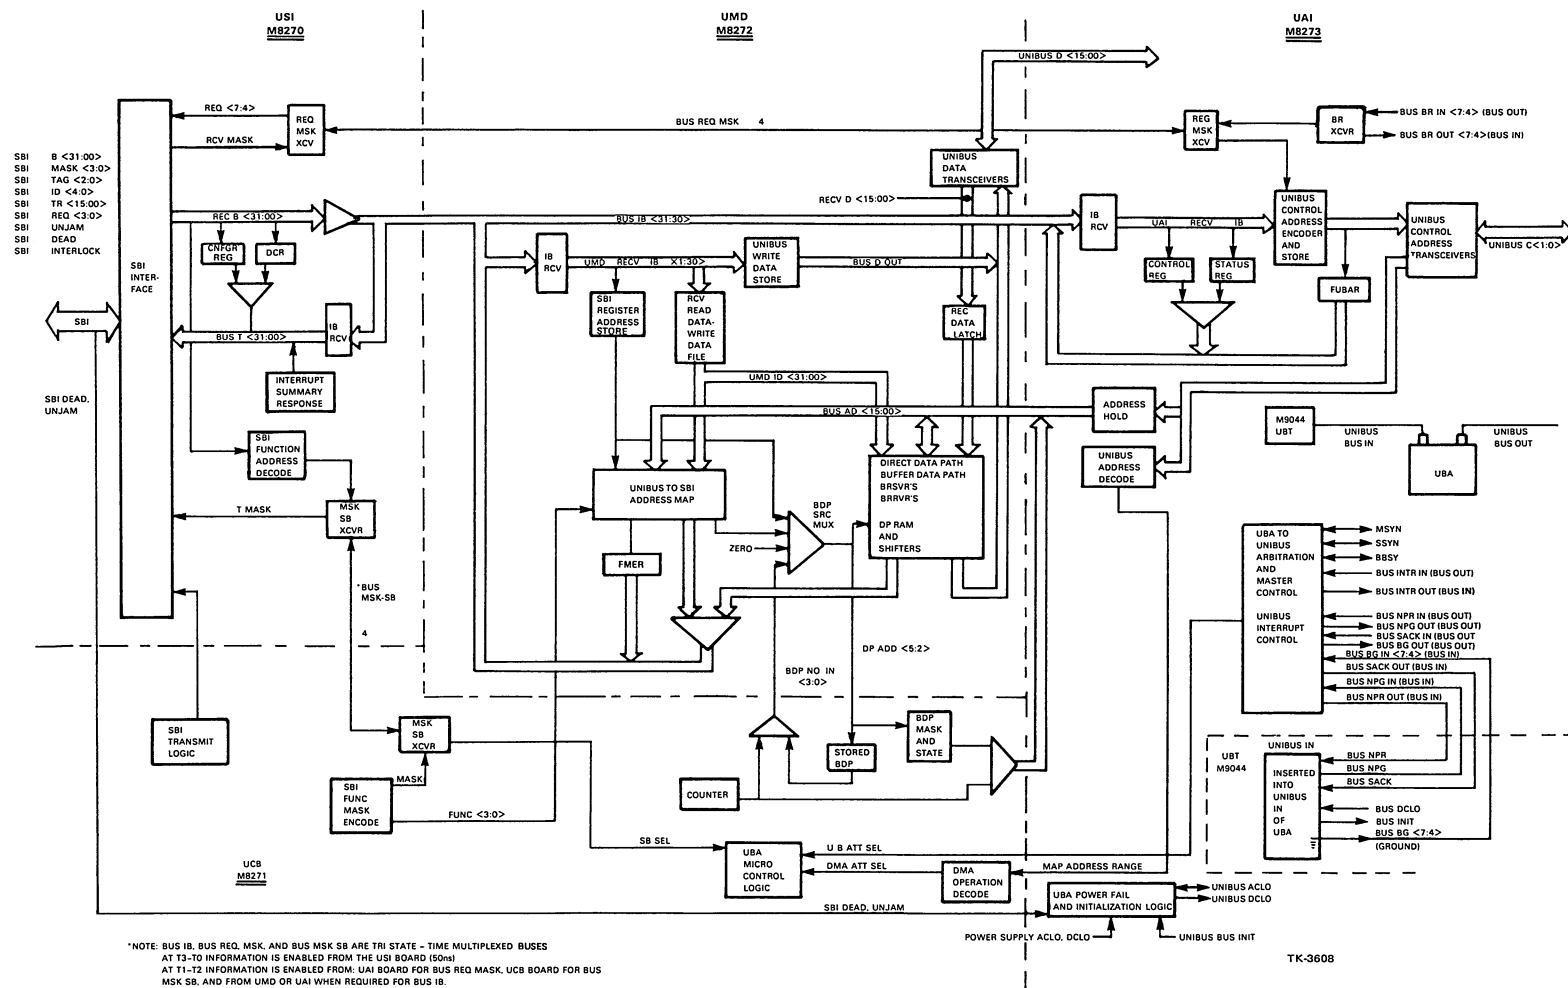 USI
M8270
UMD
M8272
UAI
M8273
UNIBUS D <15:00>
REQ <7:4>
REQ
MSK
XCV
RCV MASK
BUS REQ MSK 4
REG
MSK
XCV
BR
XCVR
BUS BR IN <7:4> (BUS OUT)
BUS BR OUT <7:4>(BUS IN)
SBI B <31:00>
SBI MASK <3:0>
SBI TAG <2:0>
SBI ID <4:0>
SBI TR <15:00>
SBI REQ <3:0>
SBI UNJAM
SBI DEAD
SBI INTERLOCK
UNIBUS
DATA
TRANSCEIVERS
RECV D <15:00>
REC B <31:00>
BUS IB <31:30>
IB
RCV
UAI RECV IB
UNIBUS
CONTROL
ADDRESS
ENCODER
AND
STORE
UNIBUS
CONTROL
ADDRESS
TRANSCEIVERS
UNIBUS C<1:0>
CNFGR
REG
DCR
SBI
INTER-
FACE
SBI
IB
RCV
UMD RECV IB X1:30>
UNIBUS
WRITE
DATA
STORE
BUS D OUT
CONTROL
REG
STATUS
REG
FUBAR
SBI
REGISTER
ADDRESS
STORE
RCV
READ
DATA-
WRITE
DATA
FILE
REC
DATA
LATCH
BUS T <31:00>
IB
RCV
INTERRUPT
SUMMARY
RESPONSE
UMD ID <31:00>
BUS AD <15:00>
ADDRESS
HOLD
SBI DEAD,
UNJAM
SBI
FUNCTION
ADDRESS
DECODE
UNIBUS
ADDRESS
DECODE
M9044
UBT
UNIBUS
BUS IN
UNIBUS
BUS OUT
UBA
T MASK
MSK
SB
XCVR
UNIBUS TO SBI
ADDRESS MAP
BDP
SRC
MUX
ZERO
DIRECT DATA PATH
BUFFER DATA PATH
BRSVR'S
BRRVR'S
DP RAM
AND
SHIFTERS
FMER
*BUS
MSK-SB
4
UBA TO
UNIBUS
ARBITRATION
AND
MASTER
CONTROL
UNIBUS
INTERRUPT
CONTROL
MSYN
SSYN
BBSY
BUS INTR IN (BUS OUT)
BUS INTR OUT (BUS IN)
BUS NPR IN (BUS OUT)
BUS NPG OUT (BUS OUT)
BUS SACK IN (BUS OUT
BUS BG OUT (BUS OUT)
BUS BG IN <7:4> (BUS IN)
BUS SACK OUT (BUS IN)
BUS NPG IN (BUS IN)
BUS NPR OUT (BUS IN)
DP ADD <5:2>
BDP NO IN
<3:0>
SBI
TRANSMIT
LOGIC
MSK
SB
XCVR
MASK
SBI
FUNC
MASK
ENCODE
FUNC <3:0>
STORED
BDP
BDP
MASK
AND
STATE
COUNTER
UNIBUS IN
UBT
M9044
INSERTED
INTO
UNIBUS
IN
OF
UBA
BUS NPR
BUS NPG
BUS SACK
BUS DCLO
BUS INIT
BUS BG <7:4>
(GROUND)
SB SEL
UBA
MICRO
CONTROL
LOGIC
U B ATT SEL
DMA ATT SEL
DMA
OPERATION
DECODE
MAP ADDRESS RANGE
UCB
M8271
SBI DEAD, UNJAM
UBA POWER FAIL
AND INITIALIZATION LOGIC
UNIBUS ACLO
UNIBUS DCLO
POWER SUPPLY ACLO, DCLO
UNIBUS BUS INIT
*NOTE: BUS IB, BUS REQ, MSK, AND BUS MSK SB ARE TRI STATE - TIME MULTIPLEXED BUSES
AT T3-T0 INFORMATION IS ENABLED FROM THE USI BOARD (50ns)
AT T1-T2 INFORMATION IS ENABLED FROM: UAI BOARD FOR BUS REQ MASK, UCB BOARD FOR BUS
MSK SB, AND FROM UMD OR UAI WHEN REQUIRED FOR BUS IB.
TK-3608